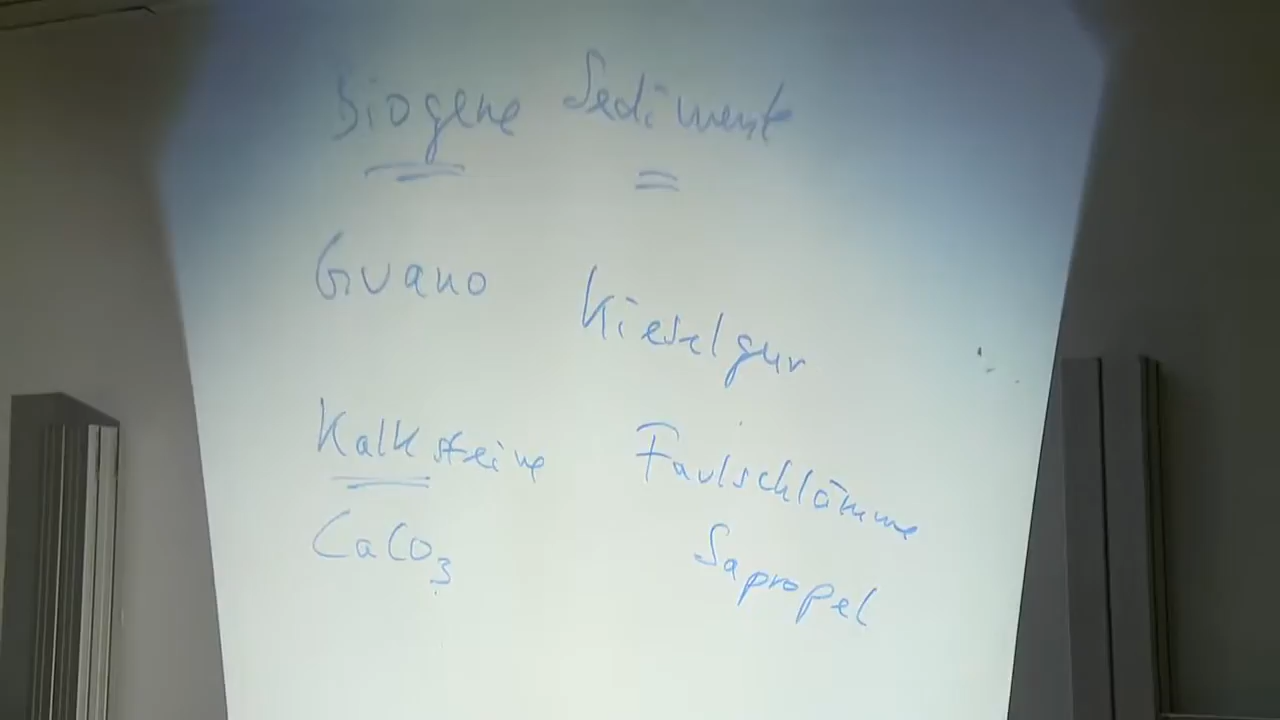 Biogene Sedimente
Guano
Kieselgur
Kalksteine
CaCO3
Faulschlämme
Sapropel